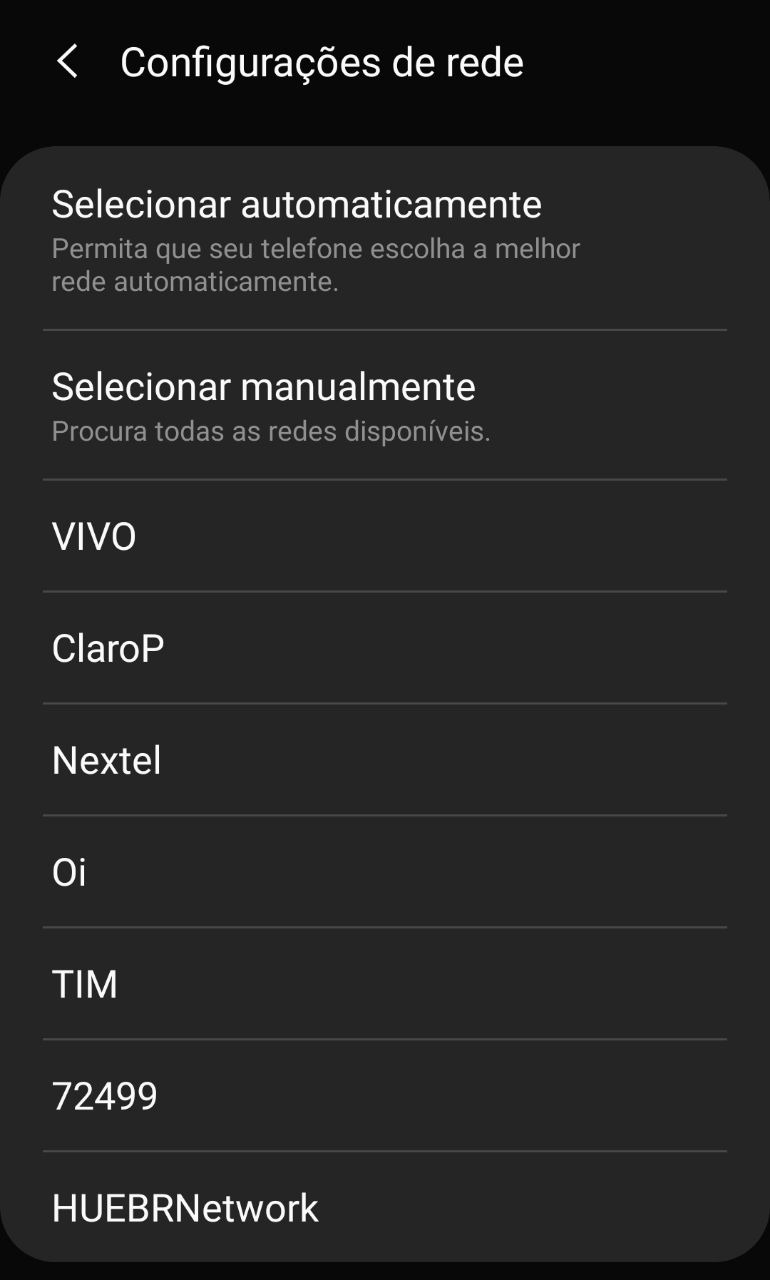 Configurações de rede
Selecionar automaticamente
Permita que seu telefone escolha a melhor
rede automaticamente.
Selecionar manualmente
Procura todas as redes disponíveis.
VIVO
ClaroP
Nextel
Oi
TIM
72499
HUEBRNetwork